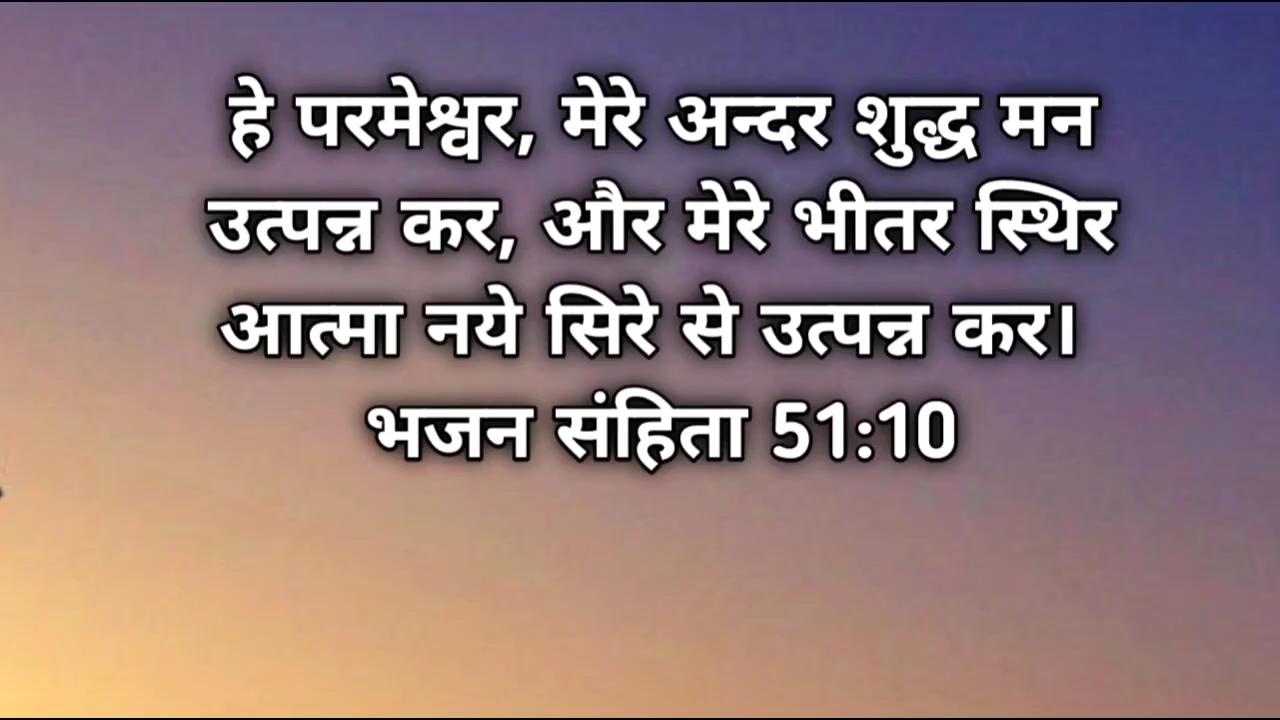 हे परमेश्वर, मेरे अन्दर शुद्ध मन
उत्पन्न कर, और मेरे भीतर स्थिर
आत्मा नये सिरे से उत्पन्न कर।
भजन संहिता 51:10